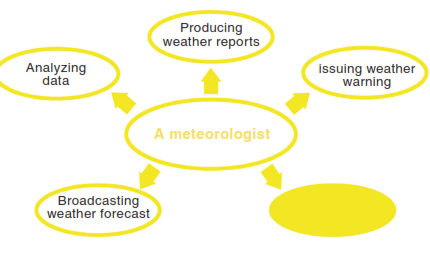 Producing
weather reports
Analyzing
data
issuing weather
warning
A meteorologist
Broadcasting
weather forecast